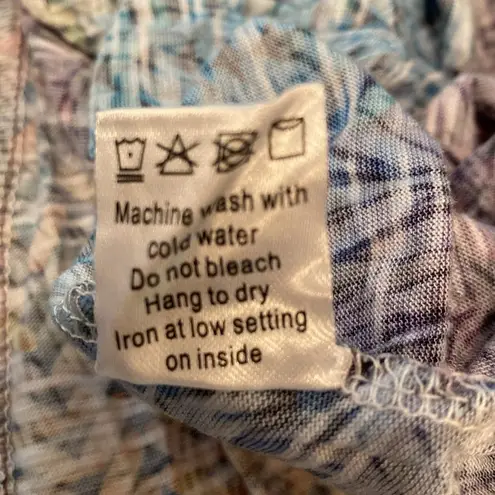 Machine wash with
cold water
Do not bleach
Hang to dry
Iron at low setting
on inside